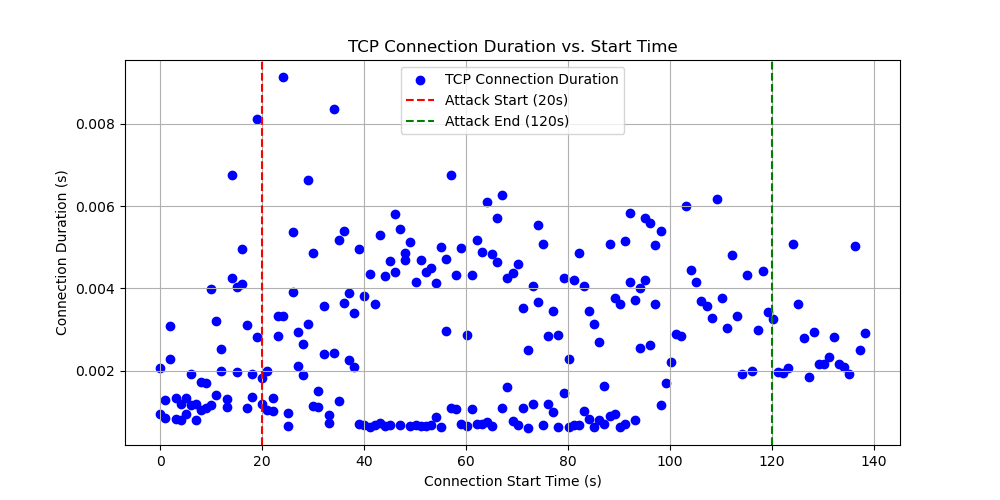 TCP Connection Duration vs. Start Time
TCP Connection Duration
Attack Start (20s)
Attack End (120s)
Connection Duration (s)
0.008
0.006
0.004
0.002
0 20 40 60 80 100 120 140
Connection Start Time (s)